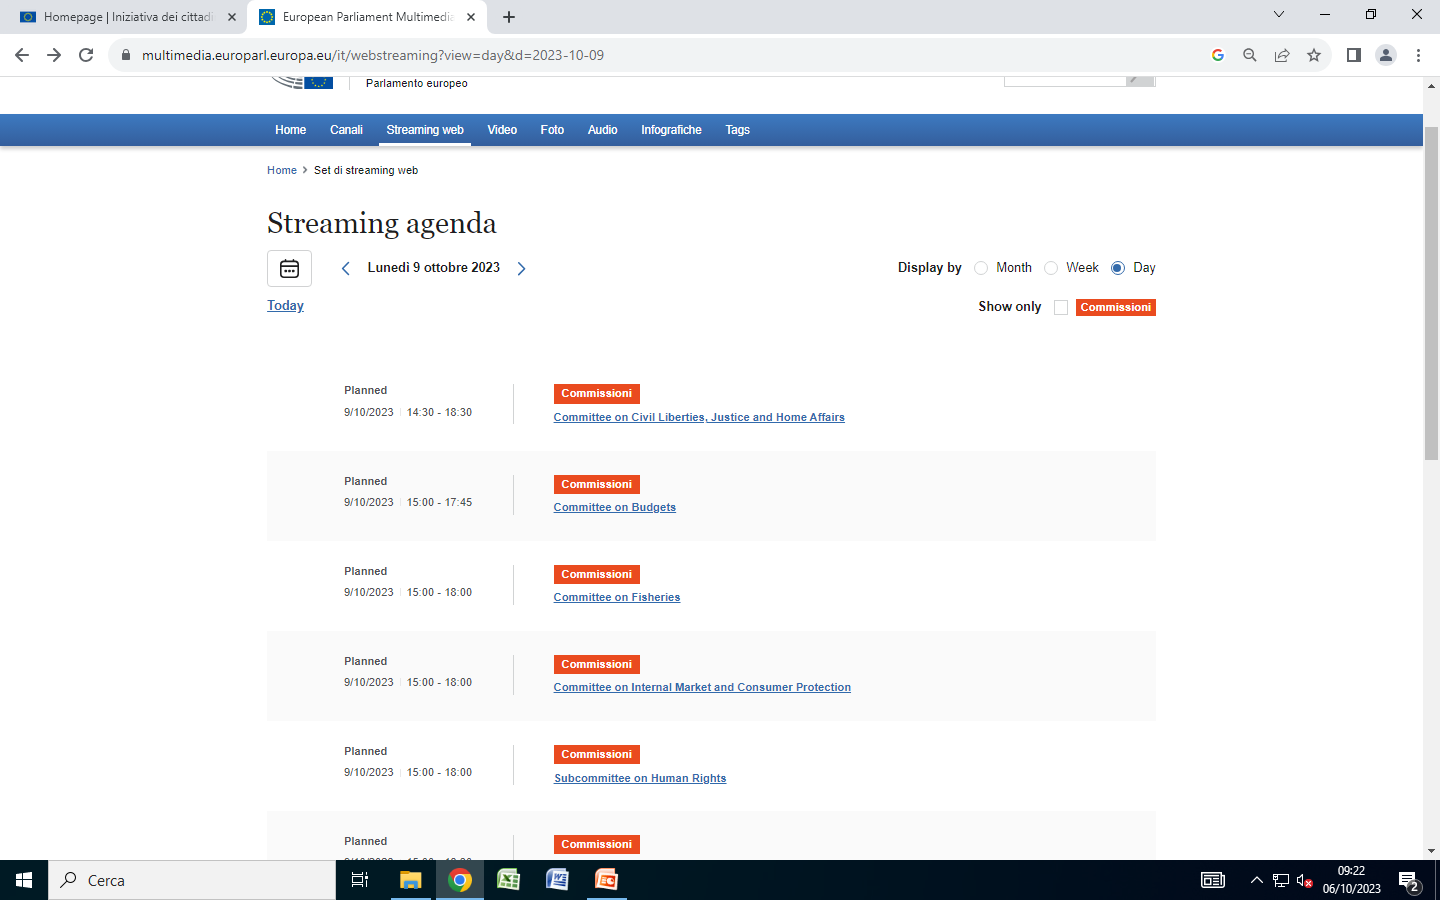 Homepage | Iniziativa dei cittadi
European Parliament Multimedia
multimedia.europarl.europa.eu/it/webstreaming?view=day&d=2023-10-09
Parlamento europeo
Home Canali Streaming web Video Foto Audio Infografiche Tags
Home > Set di streaming web
Streaming agenda
Lunedì 9 ottobre 2023
Display by Month Week Day
Today
Show only Commissioni
Planned
9/10/2023 | 14:30 - 18:30
Commissioni
Committee on Civil Liberties, Justice and Home Affairs
Planned
9/10/2023 | 15:00 - 17:45
Commissioni
Committee on Budgets
Planned
9/10/2023 | 15:00 - 18:00
Commissioni
Committee on Fisheries
Planned
9/10/2023 | 15:00 - 18:00
Commissioni
Committee on Internal Market and Consumer Protection
Planned
9/10/2023 | 15:00 - 18:00
Commissioni
Subcommittee on Human Rights
Planned
Commissioni
Cerca
09:22
06/10/2023
2